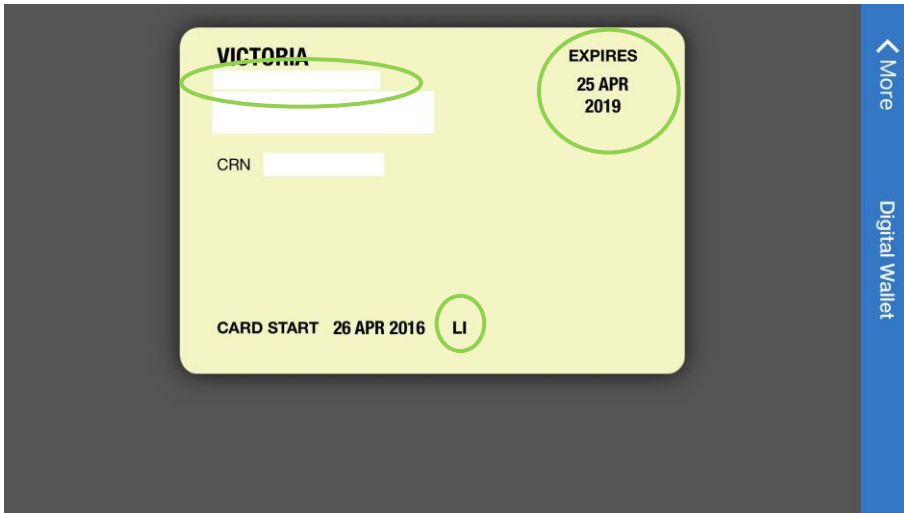 VICTORIA
EXPIRES
25 APR
2019
CRN
CARD START 26 APR 2016 LI
More
Digital Wallet